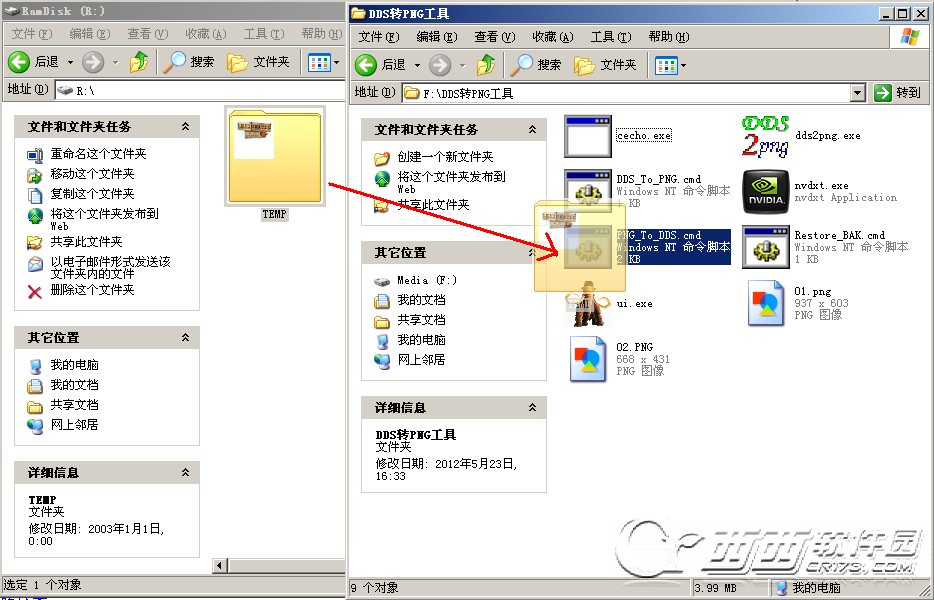 RamDisk (R:)
文件(F) 编辑(E) 查看(V) 收藏(A) 工具(T) 帮助(H)
后退 搜索 文件夹
地址(D) R:\
文件和文件夹任务
重命名这个文件夹
移动这个文件夹
复制这个文件夹
将这个文件夹发布到
Web
共享此文件夹
以电子邮件形式发送该
文件夹内的文件
删除这个文件夹
其它位置
我的电脑
我的文档
共享文档
网上邻居
详细信息
TEMP
文件夹
修改日期: 2003年1月1日,
0:00
TEMP
选定 1 个对象
DDS转PNG工具
文件(F) 编辑(E) 查看(V) 收藏(A) 工具(T) 帮助(H)
后退 搜索 文件夹
地址(D) F:\DDS转PNG工具 转到
文件和文件夹任务
创建一个新文件夹
将这个文件夹发布到
Web
共享此文件夹
其它位置
Media (F:)
我的文档
共享文档
我的电脑
网上邻居
详细信息
DDS转PNG工具
文件夹
修改日期: 2012年5月23日,
16:33
cecho.exe
DDS
2png
dds2png.exe
DDS_To_PNG.cmd
Windows NT 命令脚本
1 KB
NVIDIA
nvdxt.exe
nvdxt Application
PNG_To_DDS.cmd
Windows NT 命令脚本
2 KB
Restore_BAK.cmd
Windows NT 命令脚本
1 KB
ui.exe
01.png
937 x 603
PNG 图像
02.PNG
668 x 431
PNG 图像
西西软件园
CR173.COM
9 个对象 3.99 MB 我的电脑